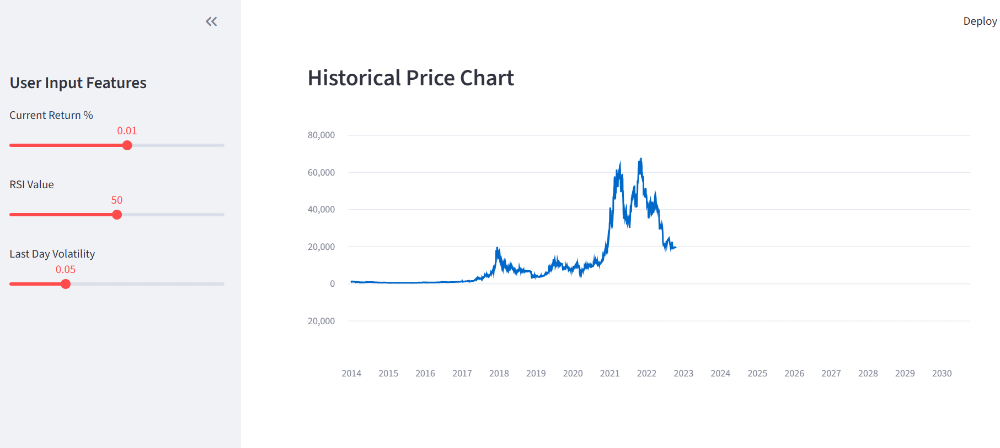 Deploy
User Input Features
Current Return %
0.01
RSI Value
50
Last Day Volatility
0.05
Historical Price Chart
80,000
60,000
40,000
20,000
0
20,000
2014 2015 2016 2017 2018 2019 2020 2021 2022 2023 2024 2025 2026 2027 2028 2029 2030